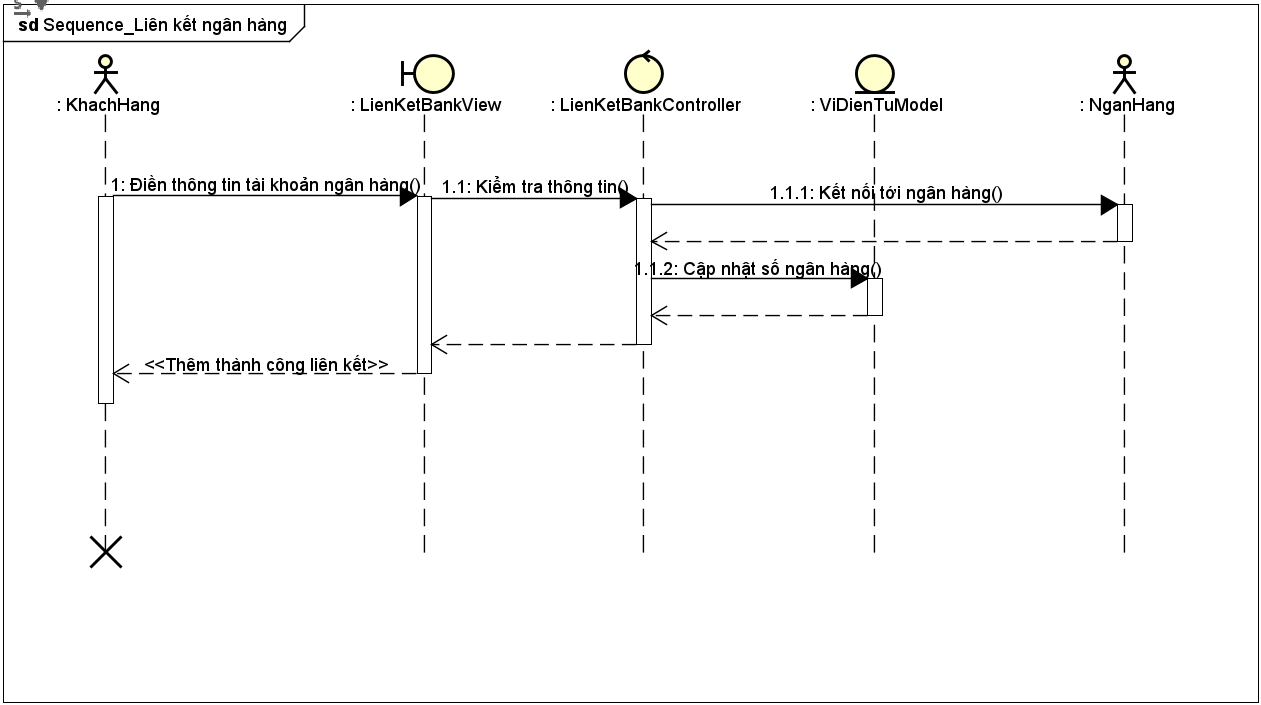 sd Sequence_Liên kết ngân hàng
: KhachHang
: LienKetBankView
: LienKetBankController
: ViDienTuModel
: NganHang
1: Điền thông tin tài khoản ngân hàng()
1.1: Kiểm tra thông tin()
1.1.1: Kết nối tới ngân hàng()
1.1.2: Cập nhật số ngân hàng()
<<Thêm thành công liên kết>>